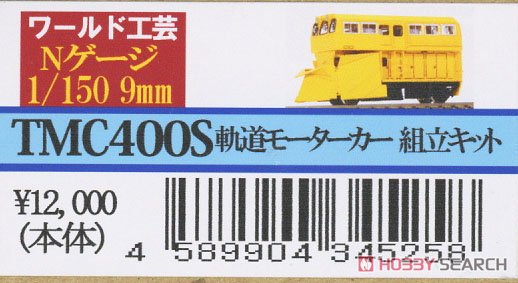 ワールド工芸
Nゲージ
1/150 9mm
TMC400S 軌道モーターカー 組立キット
¥12,000
(本体)
4 589904 345258
HOBBY SEARCH